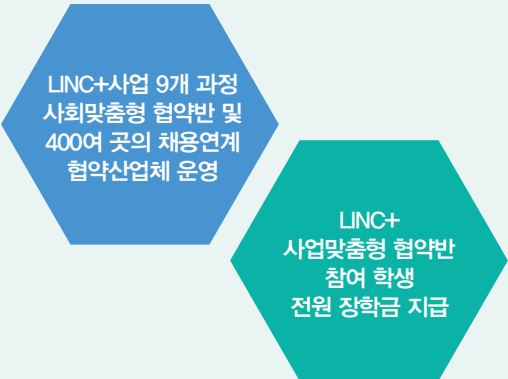 LINC+사업 9개 과정
사회맞춤형 협약반 및
400여 곳의 채용연계
협약산업체 운영
LINC+
사업맞춤형 협약반
참여 학생
전원 장학금 지급